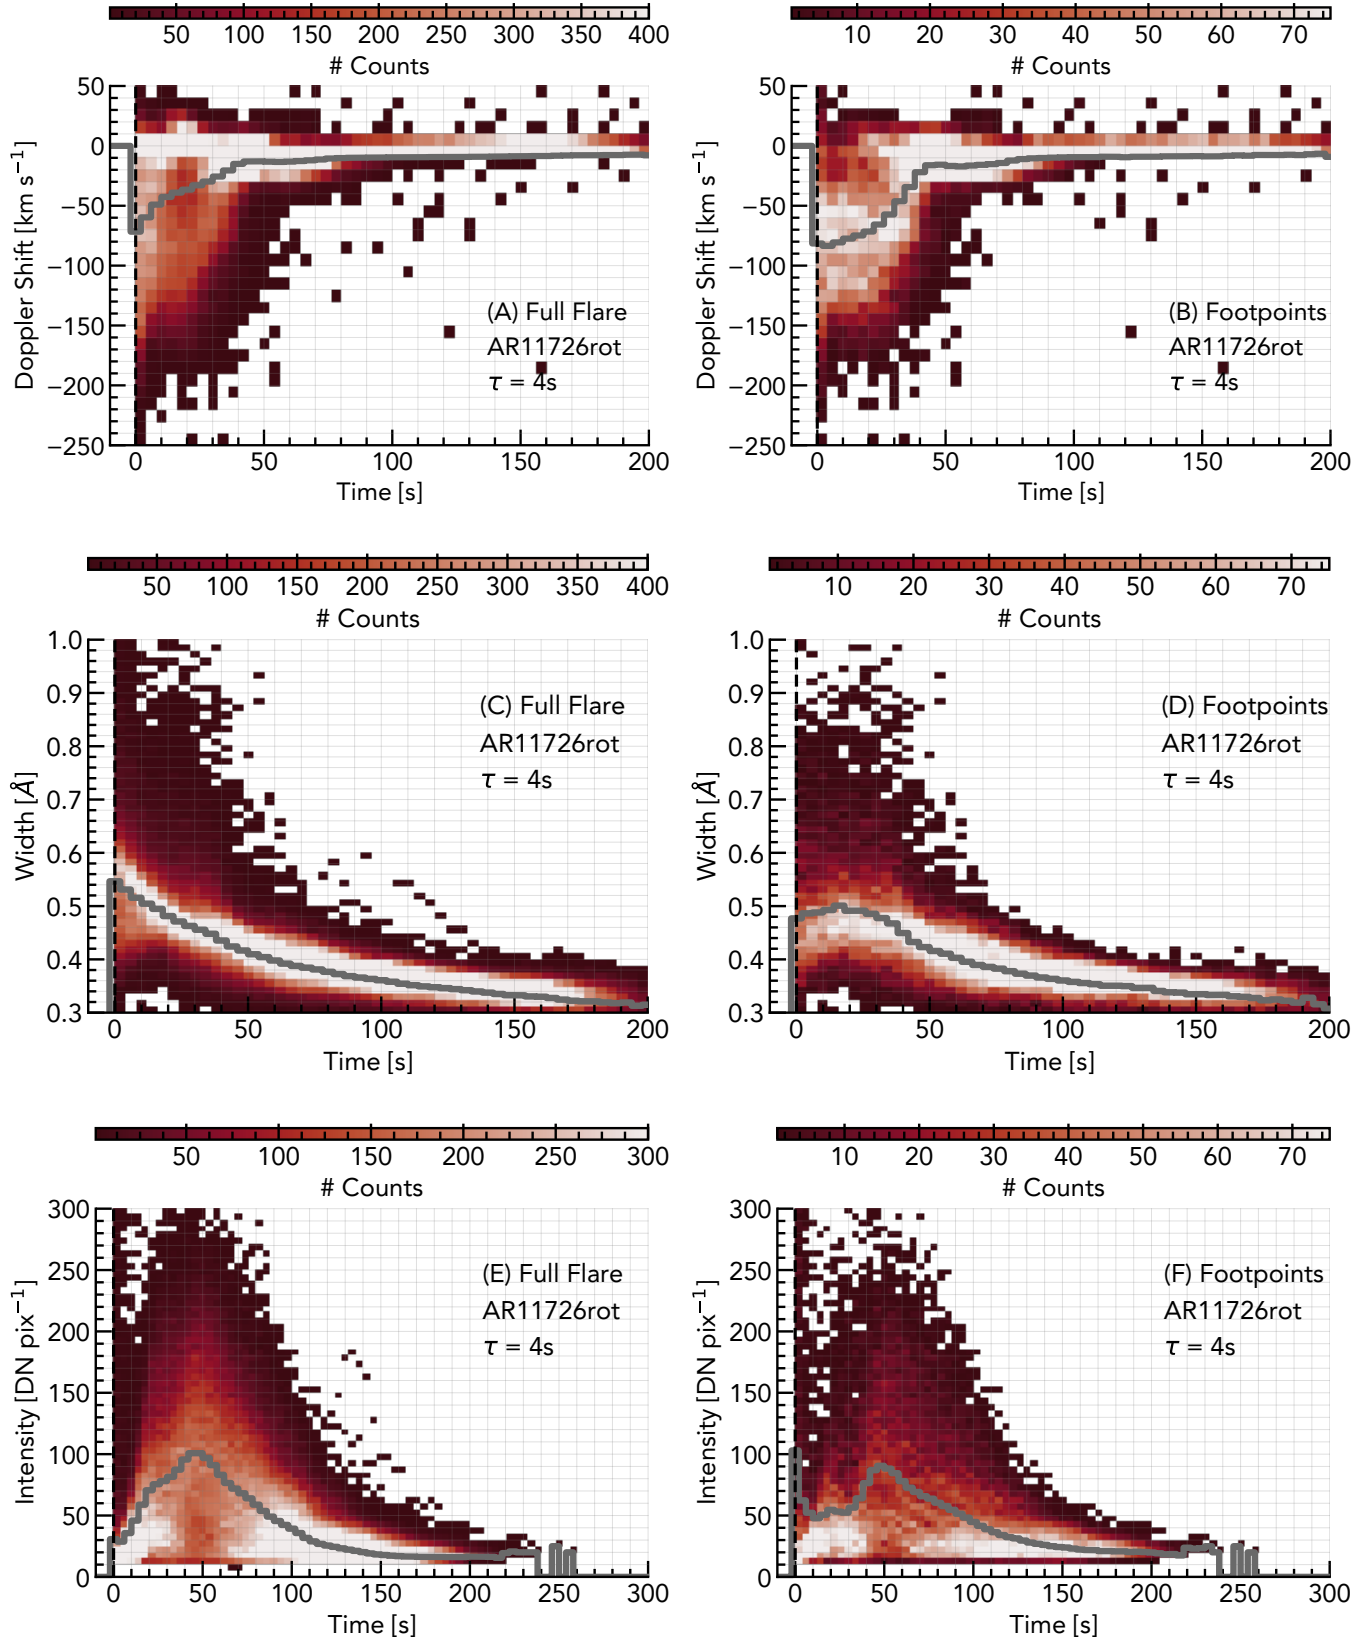 50 100 150 200 250 300 350 400
# Counts
10 20 30 40 50 60 70
# Counts
50
0
−50
−100
−150
−200
−250
Doppler Shift [km s⁻¹]
(A) Full Flare
AR11726rot
τ = 4s
0 50 100 150 200
Time [s]
50
0
−50
−100
−150
−200
−250
Doppler Shift [km s⁻¹]
(B) Footpoints
AR11726rot
τ = 4s
0 50 100 150 200
Time [s]
50 100 150 200 250 300 350 400
# Counts
10 20 30 40 50 60 70
# Counts
1.0
0.9
0.8
0.7
0.6
0.5
0.4
0.3
Width [Å]
(C) Full Flare
AR11726rot
τ = 4s
0 50 100 150 200
Time [s]
1.0
0.9
0.8
0.7
0.6
0.5
0.4
0.3
Width [Å]
(D) Footpoints
AR11726rot
τ = 4s
0 50 100 150 200
Time [s]
50 100 150 200 250 300
# Counts
10 20 30 40 50 60 70
# Counts
300
250
200
150
100
50
0
Intensity [DN pix⁻¹]
(E) Full Flare
AR11726rot
τ = 4s
0 50 100 150 200 250 300
Time [s]
300
250
200
150
100
50
0
Intensity [DN pix⁻¹]
(F) Footpoints
AR11726rot
τ = 4s
0 50 100 150 200 250 300
Time [s]